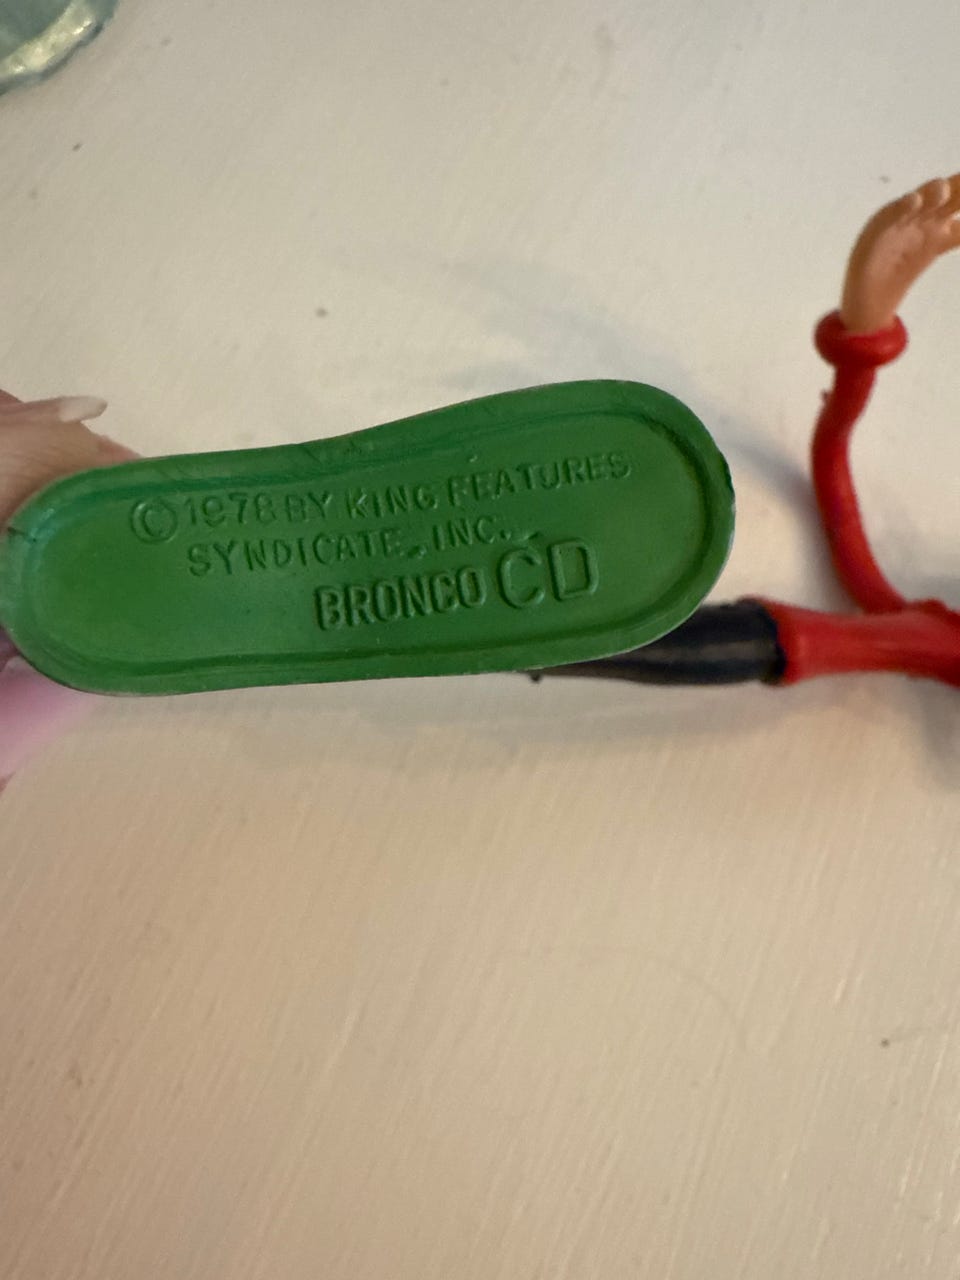 ©1978 BY KING FEATURES
SYNDICATE, INC.
BRONCO CD